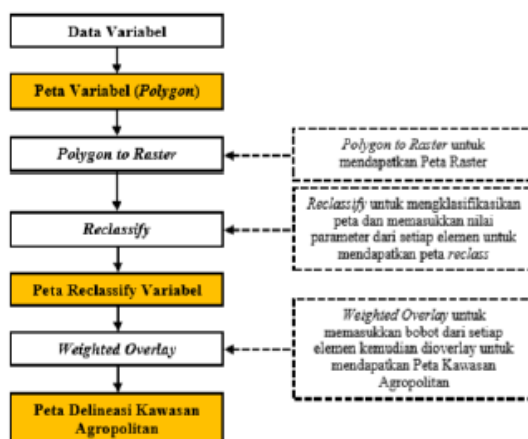 Data Variabel
Peta Variabel (Polygon)
Polygon to Raster
Polygon to Raster untuk
mendapatkan Peta Raster
Reclassify
Reclassify untuk mengklasifikasikan
peta dan memasukkan nilai
parameter dari setiap elemen untuk
mendapatkan peta reclass
Peta Reclassify Variabel
Weighted Overlay
Weighted Overlay untuk
memasukkan bobot dari setiap
elemen kemudian dioverlay untuk
mendapatkan Peta Kawasan
Agropolitan
Peta Delineasi Kawasan
Agropolitan